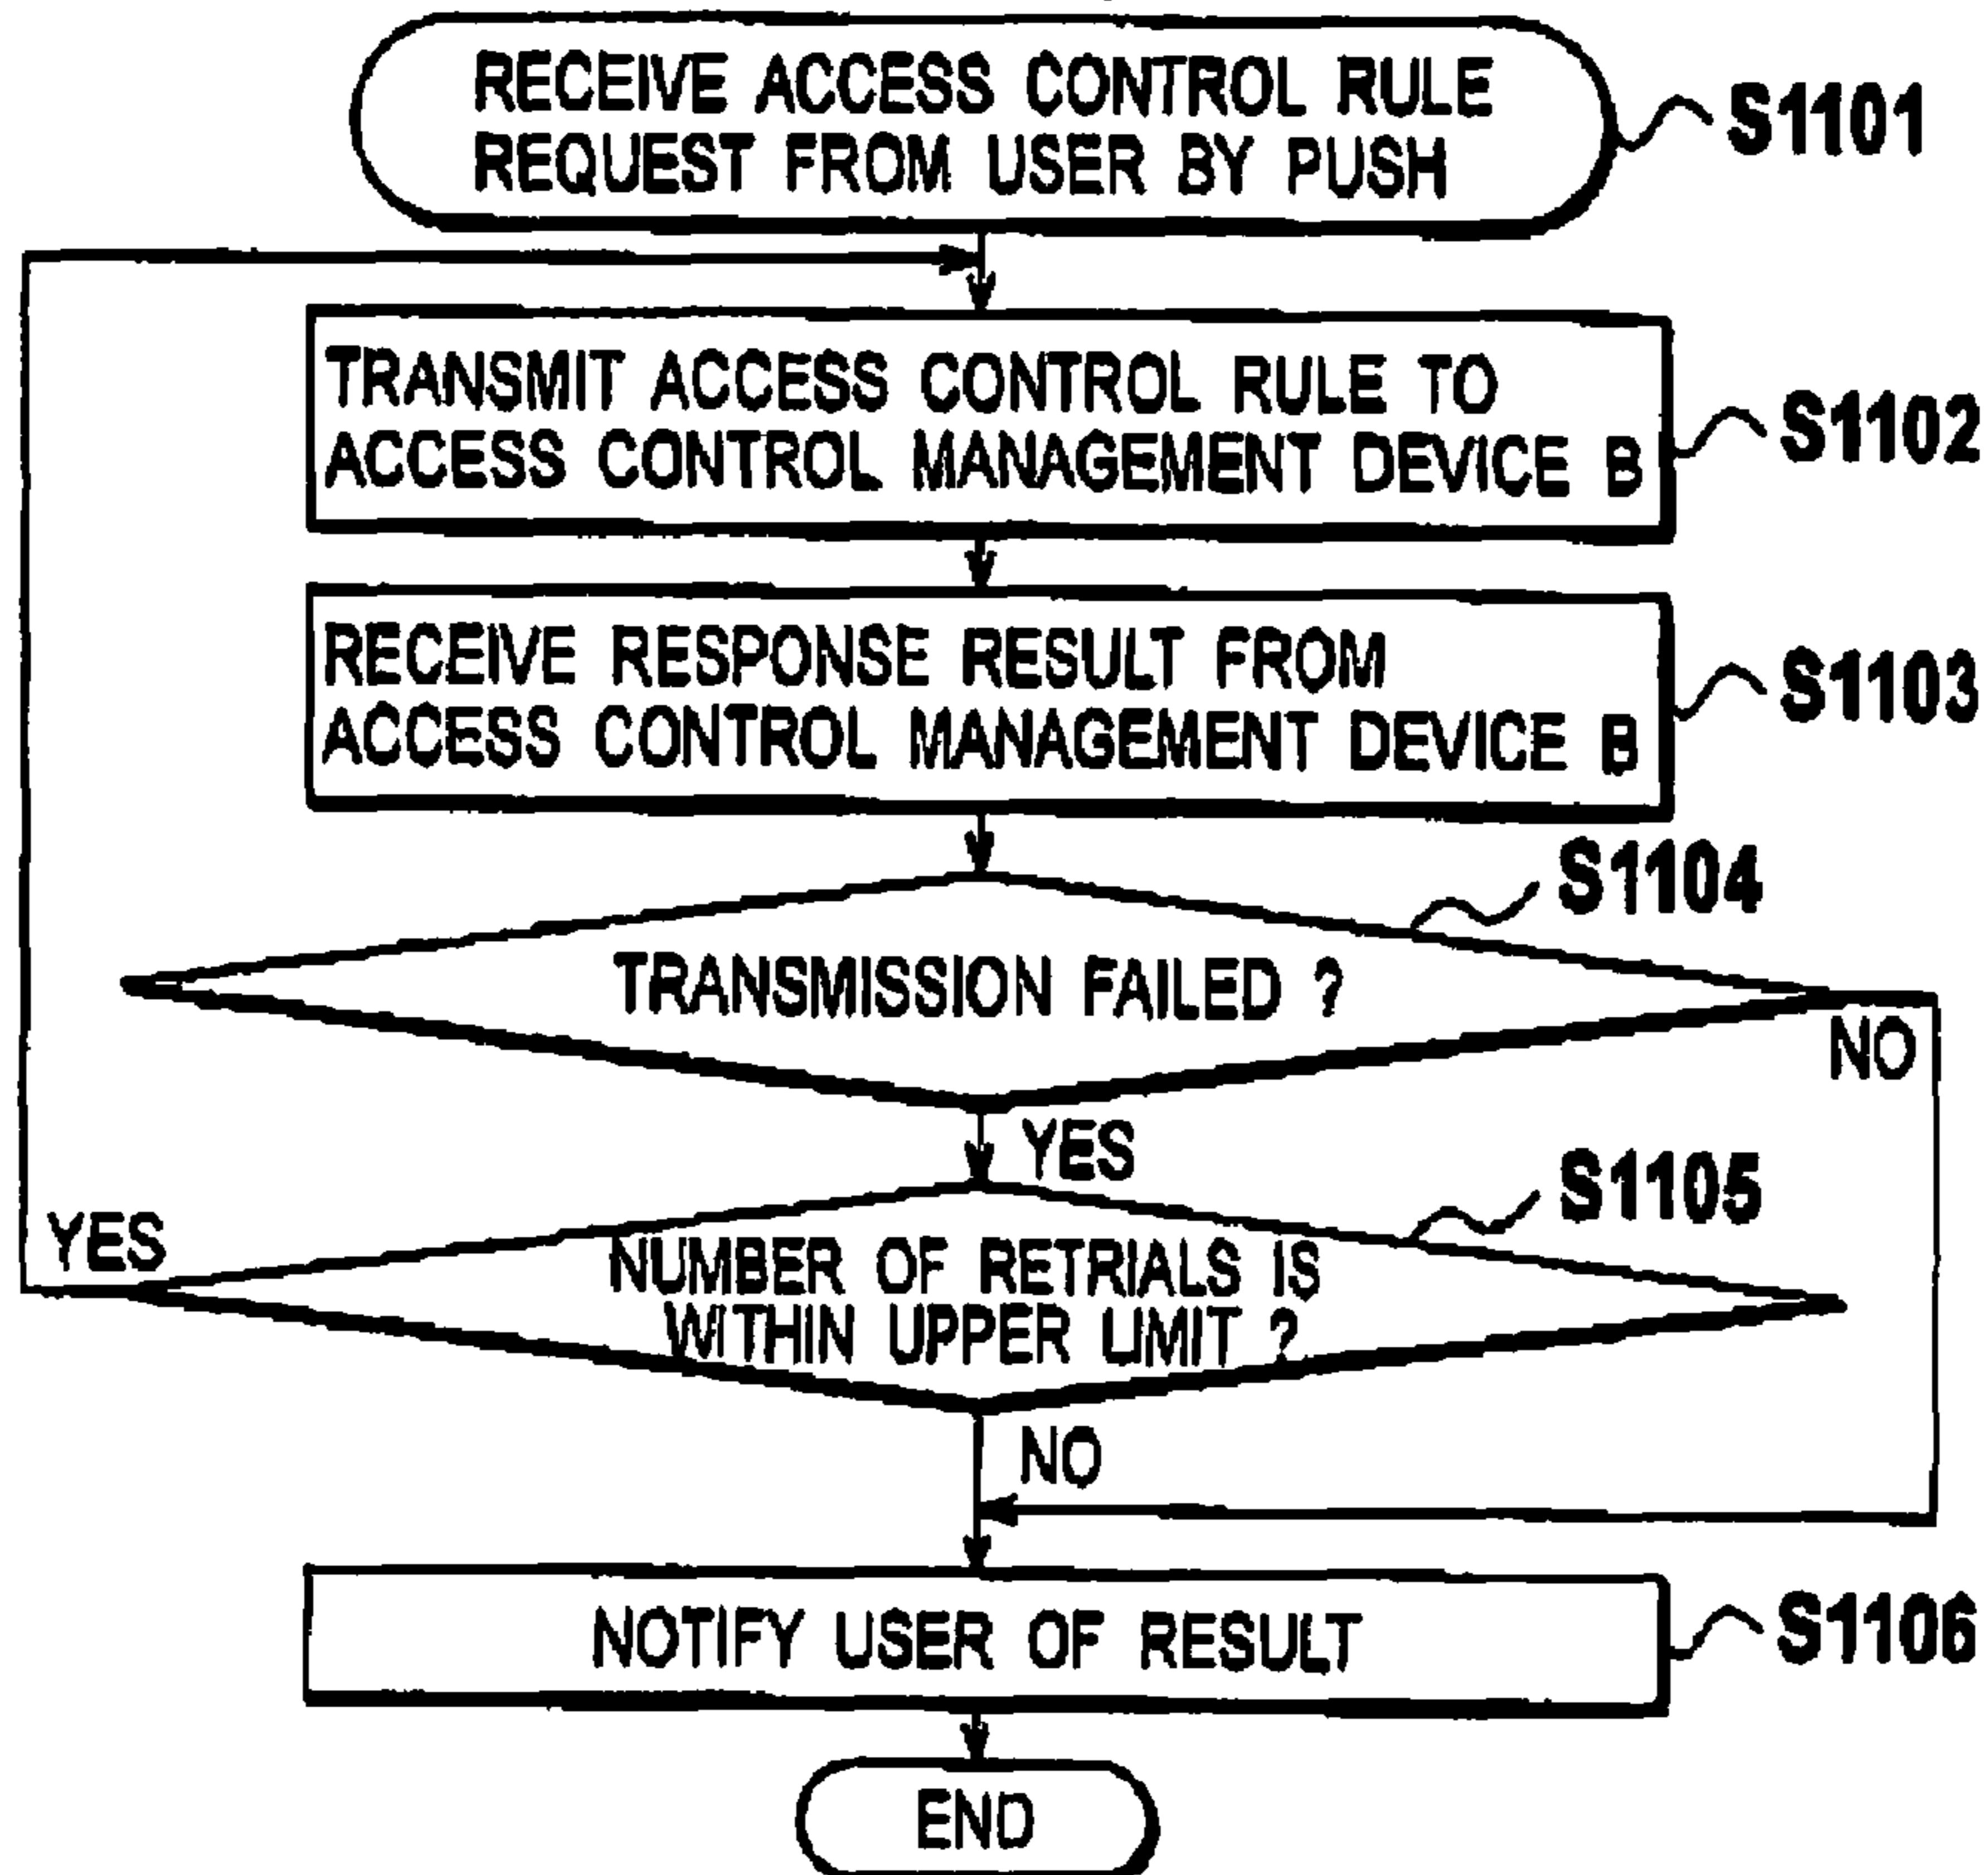 RECEIVE ACCESS CONTROL RULE
REQUEST FROM USER BY PUSH
S1101
TRANSMIT ACCESS CONTROL RULE TO
ACCESS CONTROL MANAGEMENT DEVICE B
S1102
RECEIVE RESPONSE RESULT FROM
ACCESS CONTROL MANAGEMENT DEVICE B
S1103
S1104
TRANSMISSION FAILED ?
NO
YES
S1105
YES
NUMBER OF RETRIALS IS
WITHIN UPPER LIMIT ?
NO
NOTIFY USER OF RESULT
S1106
END